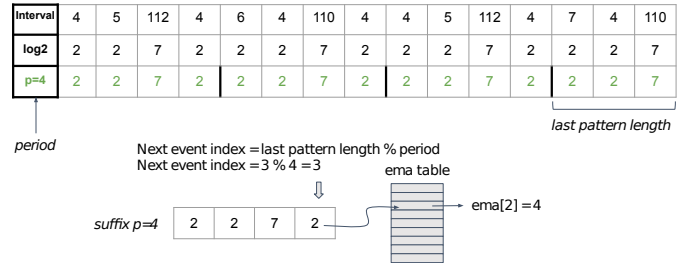 Interval 4 5 112 4 6 4 110 4 4 5 112 4 7 4 110
log2 2 2 7 2 2 2 7 2 2 2 7 2 2 2 7
p=4 2 2 7 2 2 2 7 2 2 2 7 2 2 2 7
last pattern length
period
Next event index = last pattern length % period
Next event index = 3 % 4 = 3
ema table
ema[2] = 4
suffix p=4 2 2 7 2